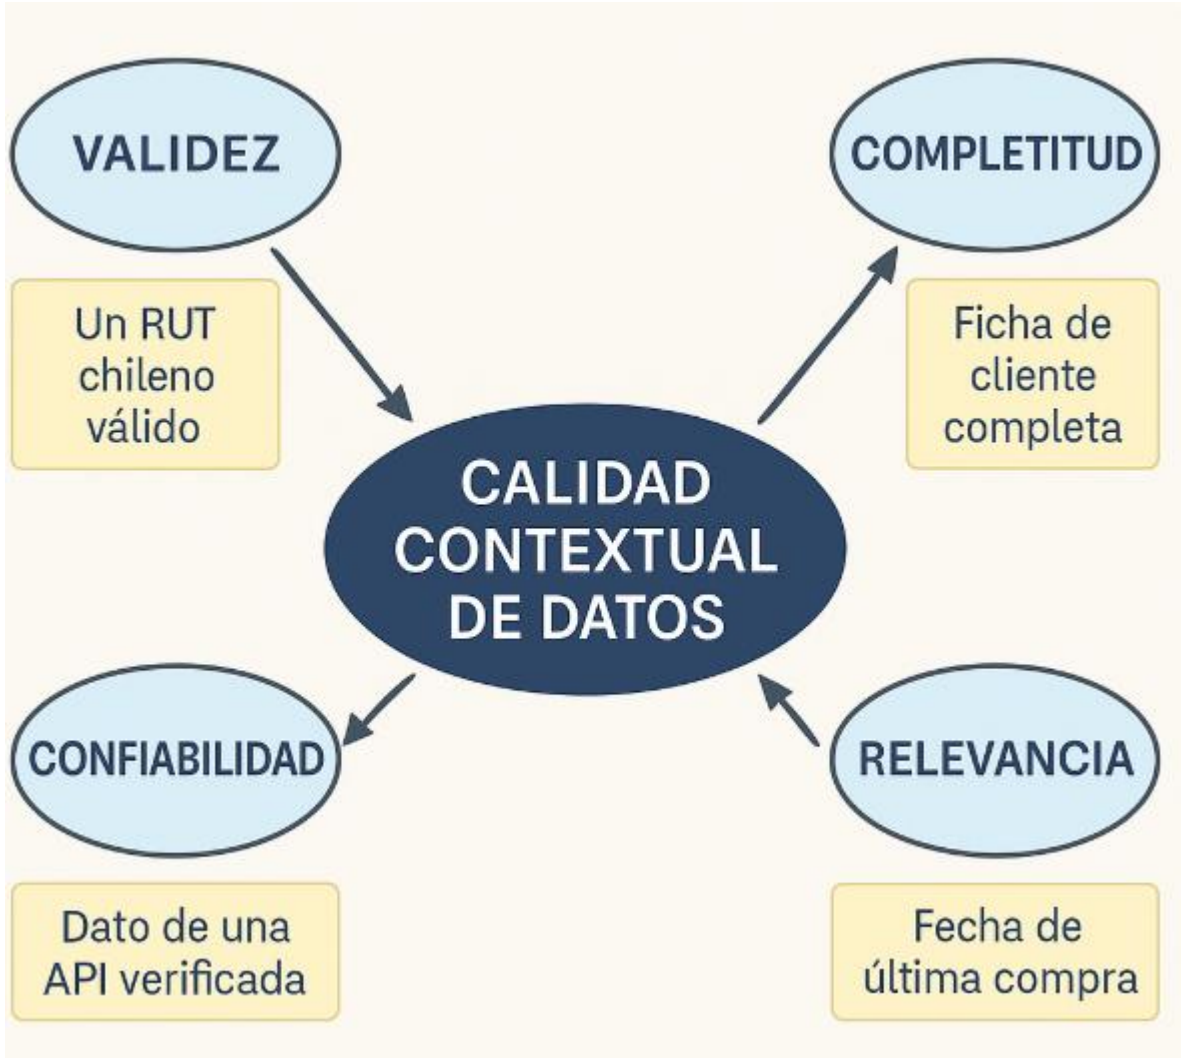 VALIDEZ
COMPLETITUD
Un RUT
chileno
válido
Ficha de
cliente
completa
CALIDAD
CONTEXTUAL
DE DATOS
CONFIABILIDAD
RELEVANCIA
Dato de una
API verificada
Fecha de
última compra